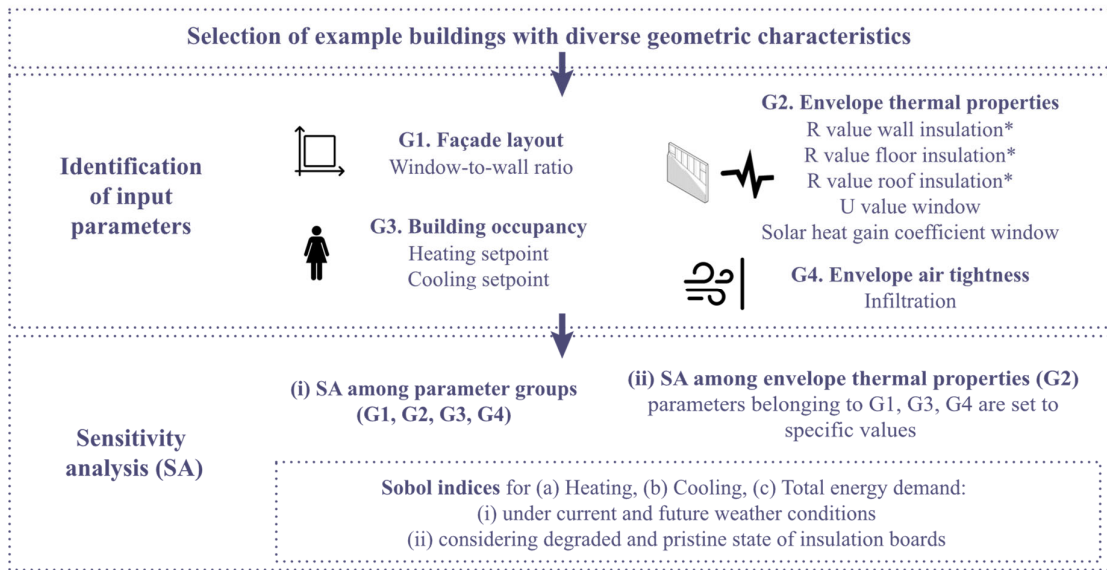 Selection of example buildings with diverse geometric characteristics
Identification
of input
parameters
G1. Façade layout
Window-to-wall ratio
G2. Envelope thermal properties
R value wall insulation*
R value floor insulation*
R value roof insulation*
U value window
Solar heat gain coefficient window
G3. Building occupancy
Heating setpoint
Cooling setpoint
G4. Envelope air tightness
Infiltration
Sensitivity
analysis (SA)
(i) SA among parameter groups
(G1, G2, G3, G4)
(ii) SA among envelope thermal properties (G2)
parameters belonging to G1, G3, G4 are set to
specific values
Sobol indices for (a) Heating, (b) Cooling, (c) Total energy demand:
(i) under current and future weather conditions
(ii) considering degraded and pristine state of insulation boards